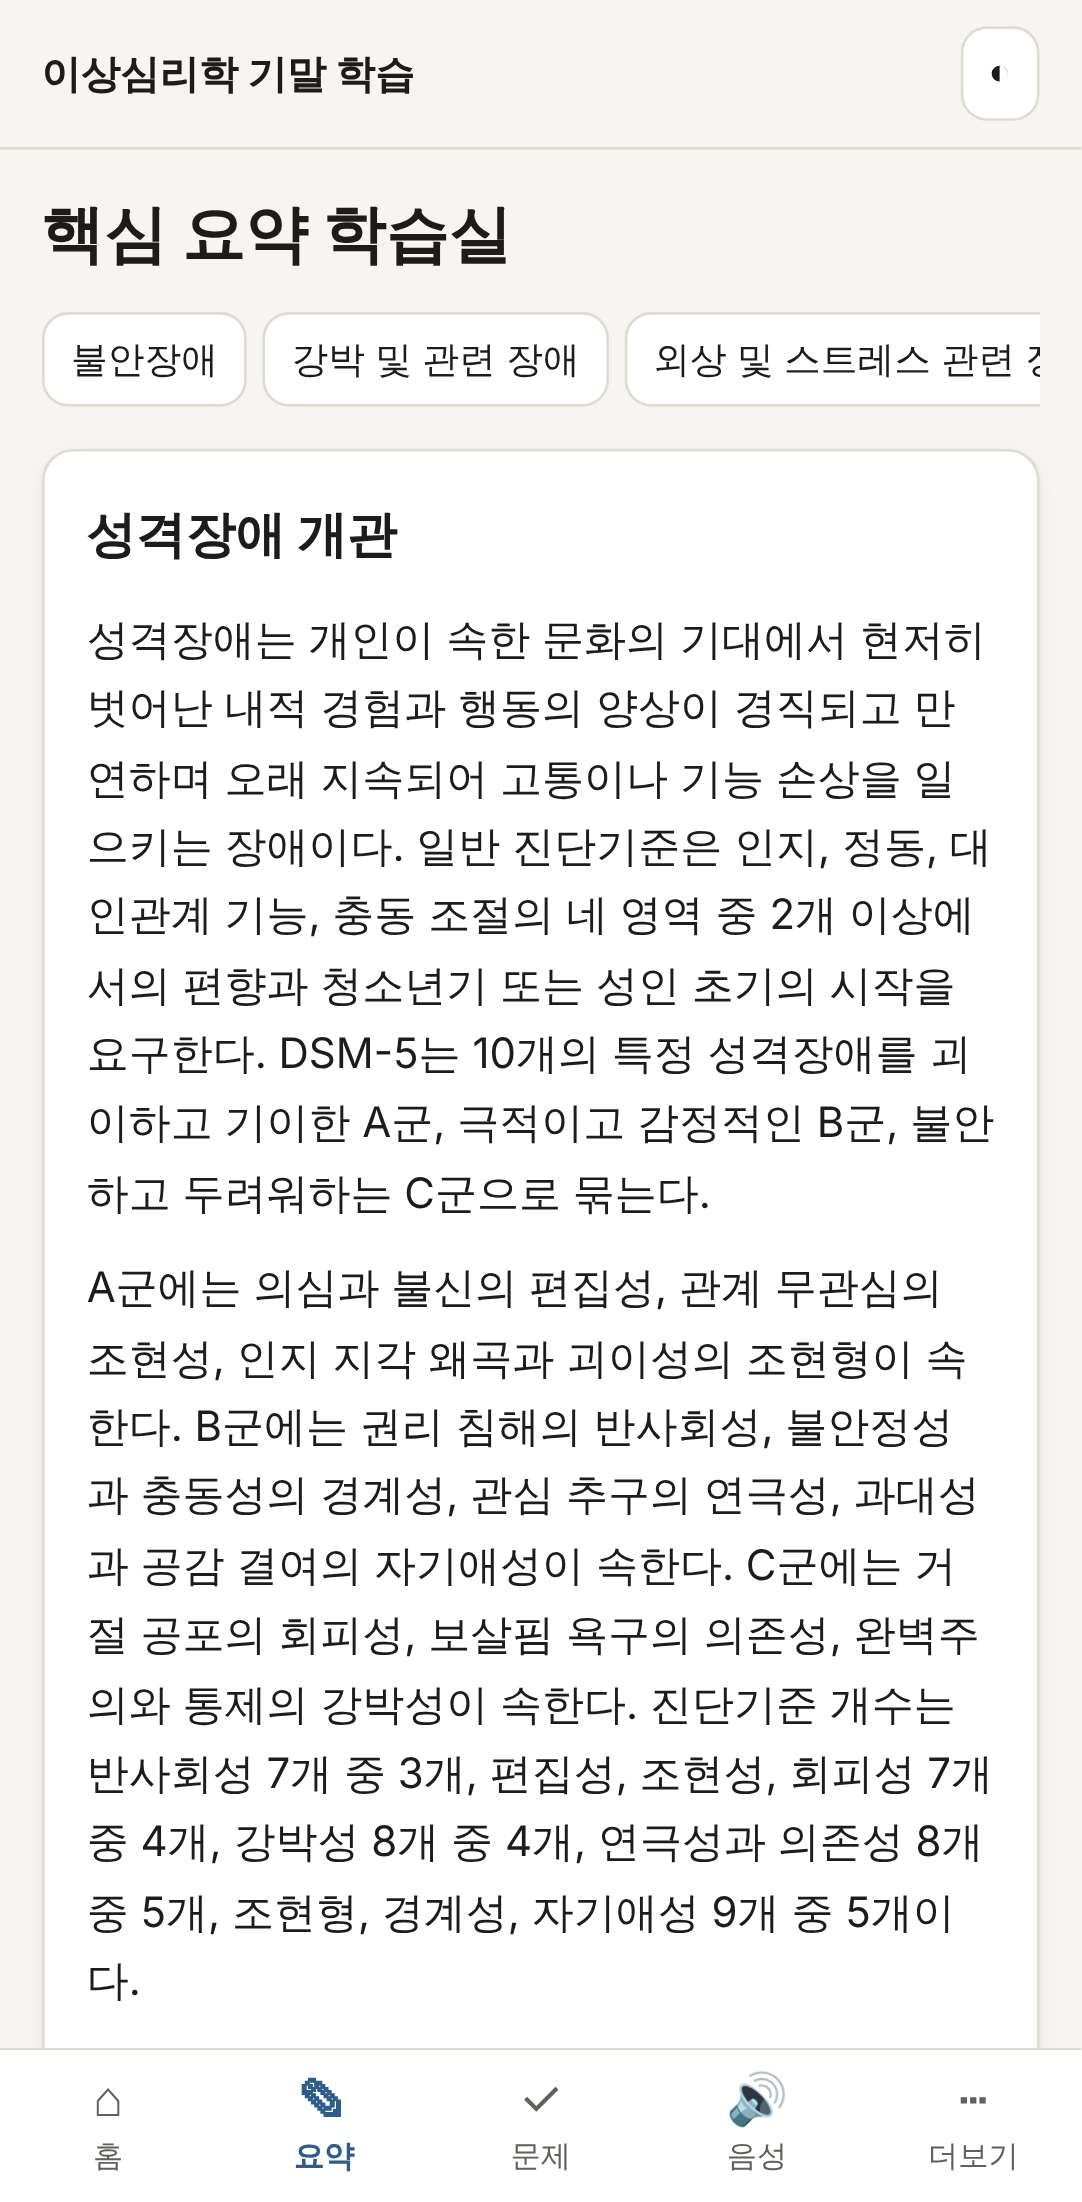 이상심리학 기말 학습
핵심 요약 학습실
불안장애
강박 및 관련 장애
외상 및 스트레스 관련
성격장애 개관
성격장애는 개인이 속한 문화의 기대에서 현저히
벗어난 내적 경험과 행동의 양상이 경직되고 만
연하며 오래 지속되어 고통이나 기능 손상을 일
으키는 장애이다. 일반 진단기준은 인지, 정동, 대
인관계 기능, 충동 조절의 네 영역 중 2개 이상에
서의 편향과 청소년기 또는 성인 초기의 시작을
요구한다. DSM-5는 10개의 특정 성격장애를 괴
이하고 기이한 A군, 극적이고 감정적인 B군, 불안
하고 두려워하는 C군으로 묶는다.
A군에는 의심과 불신의 편집성, 관계 무관심의
조현성, 인지 지각 왜곡과 괴이성의 조현형이 속
한다. B군에는 권리 침해의 반사회성, 불안정성
과 충동성의 경계성, 관심 추구의 연극성, 과대성
과 공감 결여의 자기애성이 속한다. C군에는 거
절 공포의 회피성, 보살핌 욕구의 의존성, 완벽주
의와 통제의 강박성이 속한다. 진단기준 개수는
반사회성 7개 중 3개, 편집성, 조현성, 회피성 7개
중 4개, 강박성 8개 중 4개, 연극성과 의존성 8개
중 5개, 조현형, 경계성, 자기애성 9개 중 5개이
다.
홈
요약
문제
음성
더보기